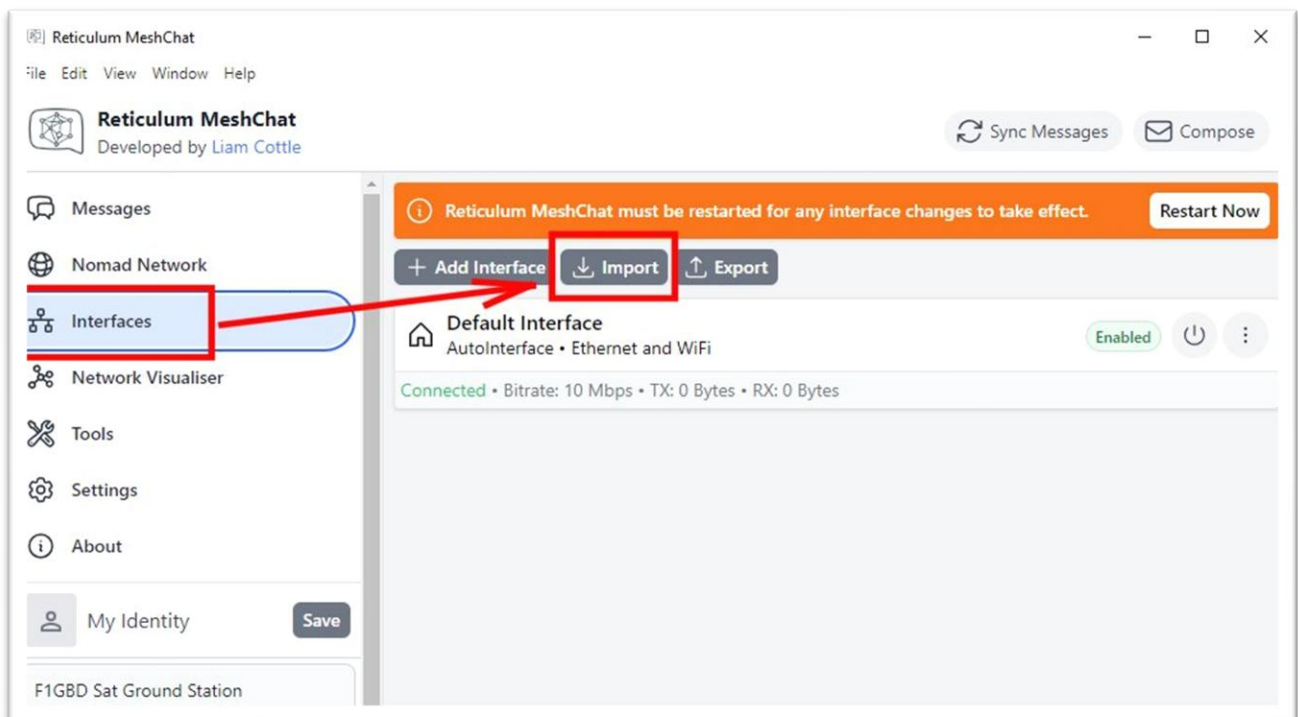 Reticulum MeshChat
File Edit View Window Help
Reticulum MeshChat
Developed by Liam Cottle
Sync Messages
Compose
Messages
Nomad Network
Interfaces
Network Visualiser
Tools
Settings
About
My Identity
Save
F1GBD Sat Ground Station
Reticulum MeshChat must be restarted for any interface changes to take effect.
Restart Now
Add Interface
Import
Export
Default Interface
AutoInterface • Ethernet and WiFi
Enabled
Connected • Bitrate: 10 Mbps • TX: 0 Bytes • RX: 0 Bytes